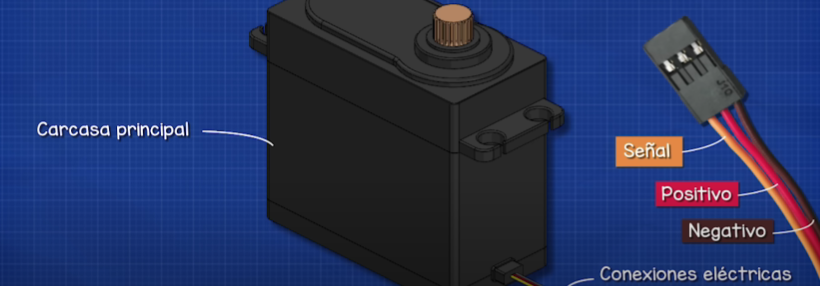 Carcasa principal
Señal
Positivo
Negativo
Conexiones eléctricas